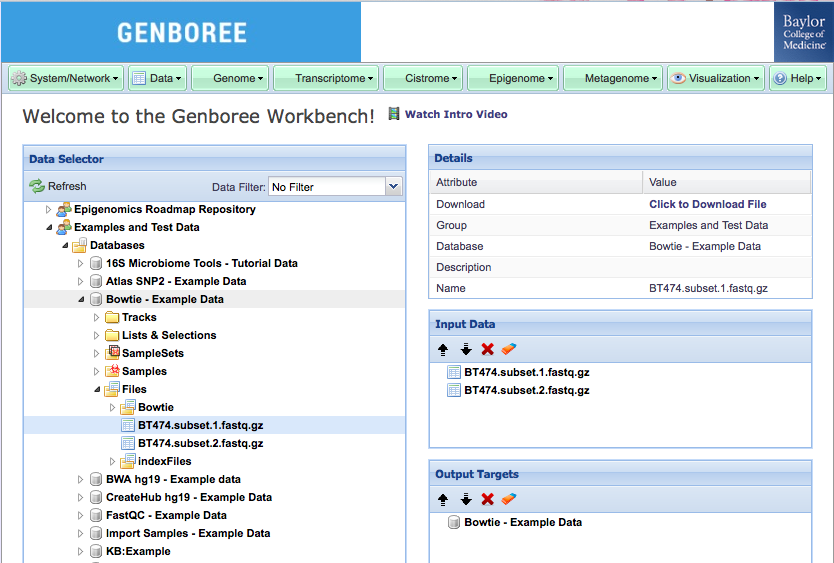 GENBOREE
Baylor
College of
Medicine
System/Network
Data
Genome
Transcriptome
Cistrome
Epigenome
Metagenome
Visualization
Help
Welcome to the Genboree Workbench!
Watch Intro Video
Data Selector
Refresh
Data Filter:
No Filter
Epigenomics Roadmap Repository
Examples and Test Data
Databases
16S Microbiome Tools - Tutorial Data
Atlas SNP2 - Example Data
Bowtie - Example Data
Tracks
Lists & Selections
SampleSets
Samples
Files
Bowtie
BT474.subset.1.fastq.gz
BT474.subset.2.fastq.gz
indexFiles
BWA hg19 - Example data
CreateHub hg19 - Example Data
FastQC - Example Data
Import Samples - Example Data
KB:Example
Details
Attribute Value
Download Click to Download File
Group Examples and Test Data
Database Bowtie - Example Data
Description
Name BT474.subset.1.fastq.gz
Input Data
BT474.subset.1.fastq.gz
BT474.subset.2.fastq.gz
Output Targets
Bowtie - Example Data